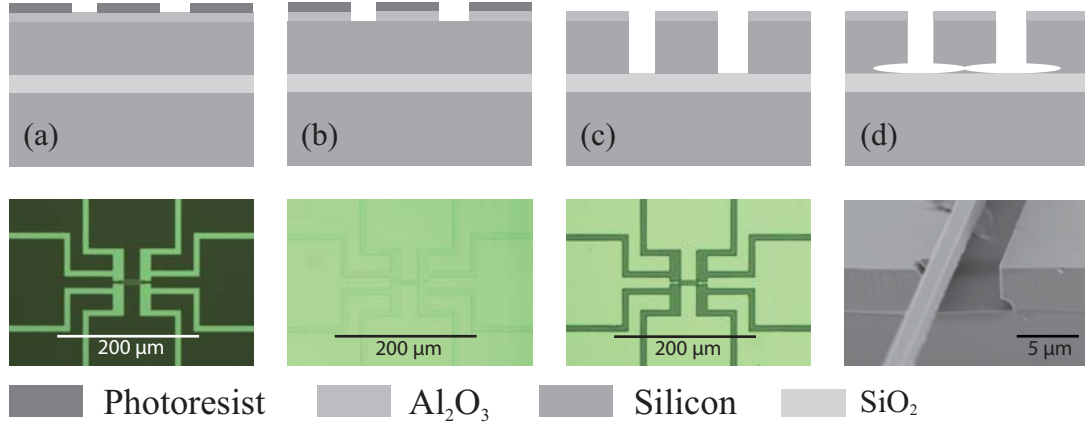 (a)
(b)
(c)
(d)
200 μm
200 μm
200 μm
5 μm
Photoresist
Al₂O₃
Silicon
SiO₂